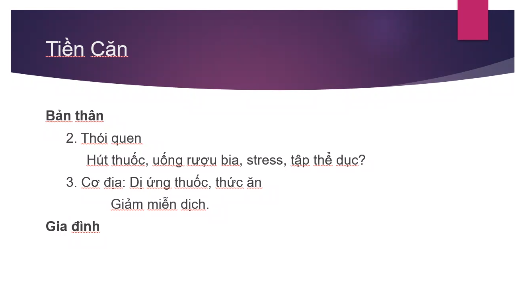 Tiền Căn
Bản thân
2. Thói quen
Hút thuốc, uống rượu bia, stress, tập thể dục?
3. Cơ địa: Dị ứng thuốc, thức ăn
Giảm miễn dịch.
Gia đình